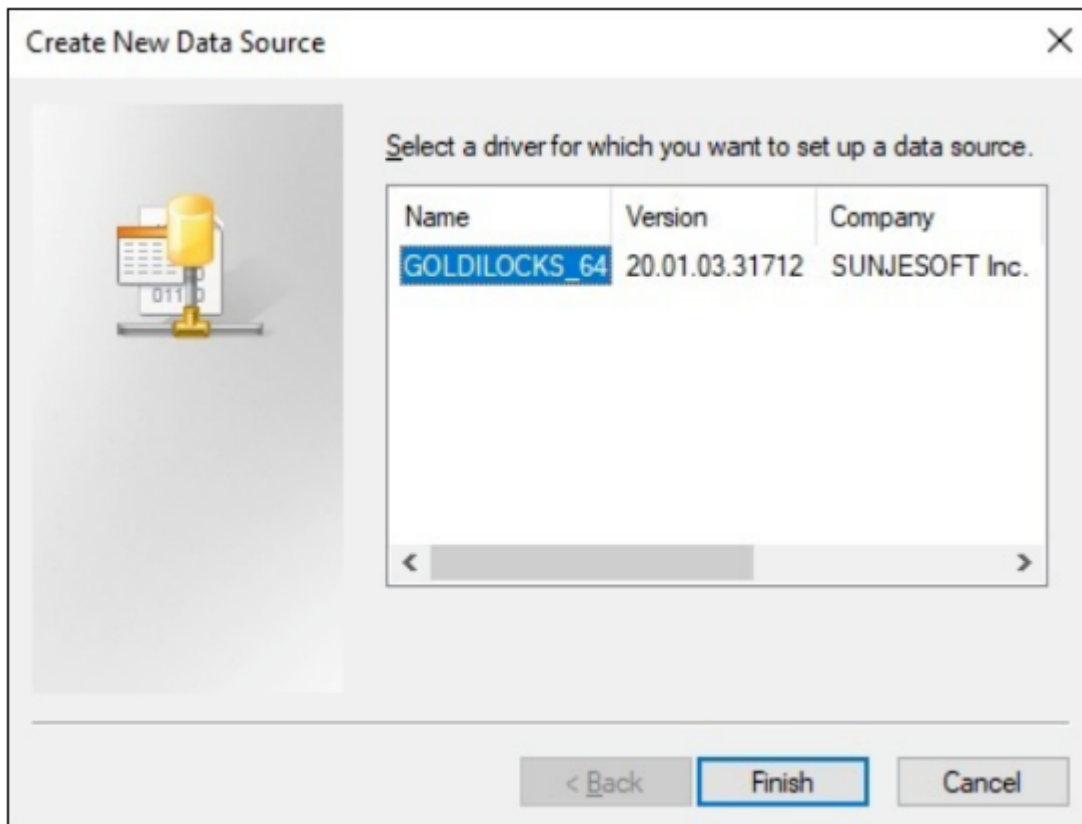 Create New Data Source
Select a driver for which you want to set up a data source.
Name Version Company
GOLDILOCKS_64 20.01.03.31712 SUNJESOFT Inc.
< Back Finish Cancel